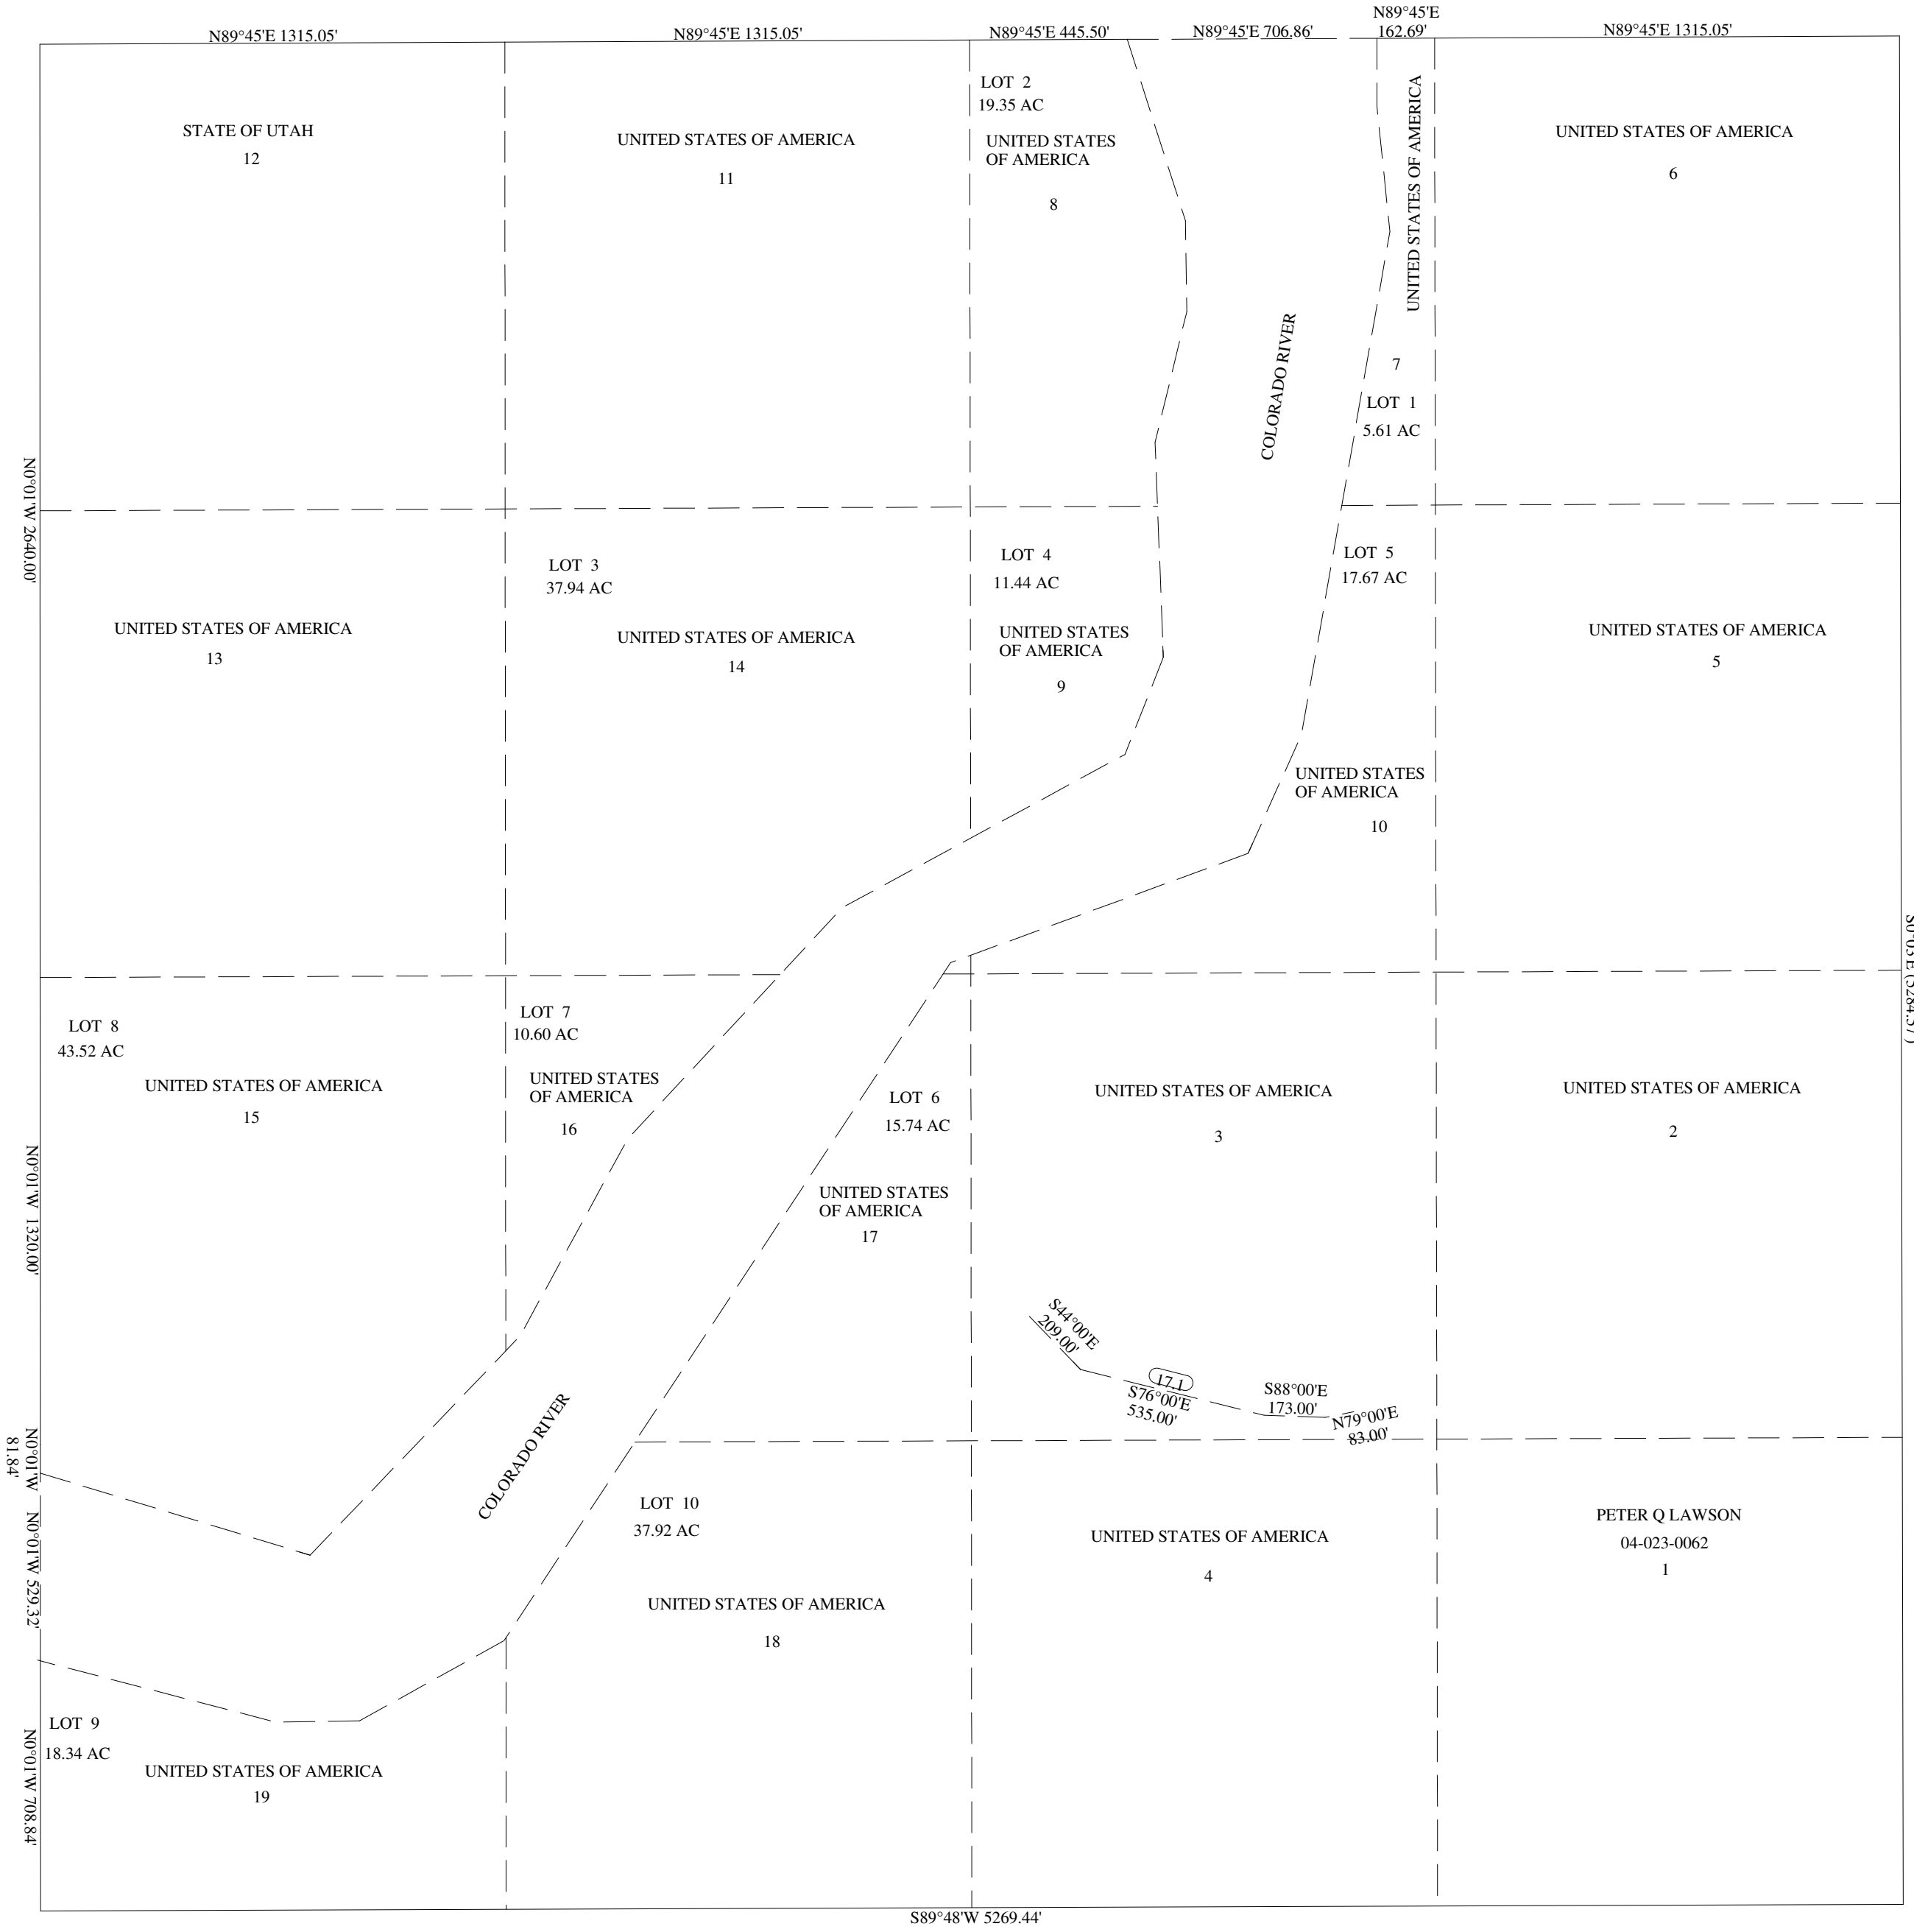 N89°45'E 1315.05'
N89°45'E 1315.05'
N89°45'E 445.50'
N89°45'E 706.86'
N89°45'E
162.69'
N89°45'E 1315.05'
STATE OF UTAH
12
UNITED STATES OF AMERICA
11
LOT 2
19.35 AC
UNITED STATES
OF AMERICA
8
COLORADO RIVER
UNITED STATES OF AMERICA
7
LOT 1
5.61 AC
UNITED STATES OF AMERICA
6
N0°01'W 2640.00'
UNITED STATES OF AMERICA
13
LOT 3
37.94 AC
UNITED STATES OF AMERICA
14
LOT 4
11.44 AC
UNITED STATES
OF AMERICA
9
LOT 5
17.67 AC
UNITED STATES
OF AMERICA
10
UNITED STATES OF AMERICA
5
LOT 8
43.52 AC
UNITED STATES OF AMERICA
15
LOT 7
10.60 AC
UNITED STATES
OF AMERICA
16
LOT 6
15.74 AC
UNITED STATES
OF AMERICA
17
UNITED STATES OF AMERICA
3
UNITED STATES OF AMERICA
2
N0°01'W 1320.00'
S44°00'E
209.00'
17.1
S76°00'E
535.00'
S88°00'E
173.00'
N79°00'E
83.00'
N0°01'W
81.84'
COLORADO RIVER
N0°01'W 529.32'
LOT 10
37.92 AC
UNITED STATES OF AMERICA
18
UNITED STATES OF AMERICA
4
PETER Q LAWSON
04-023-0062
1
LOT 9
18.34 AC
UNITED STATES OF AMERICA
19
N0°01'W 708.84'
S89°48'W 5269.44'